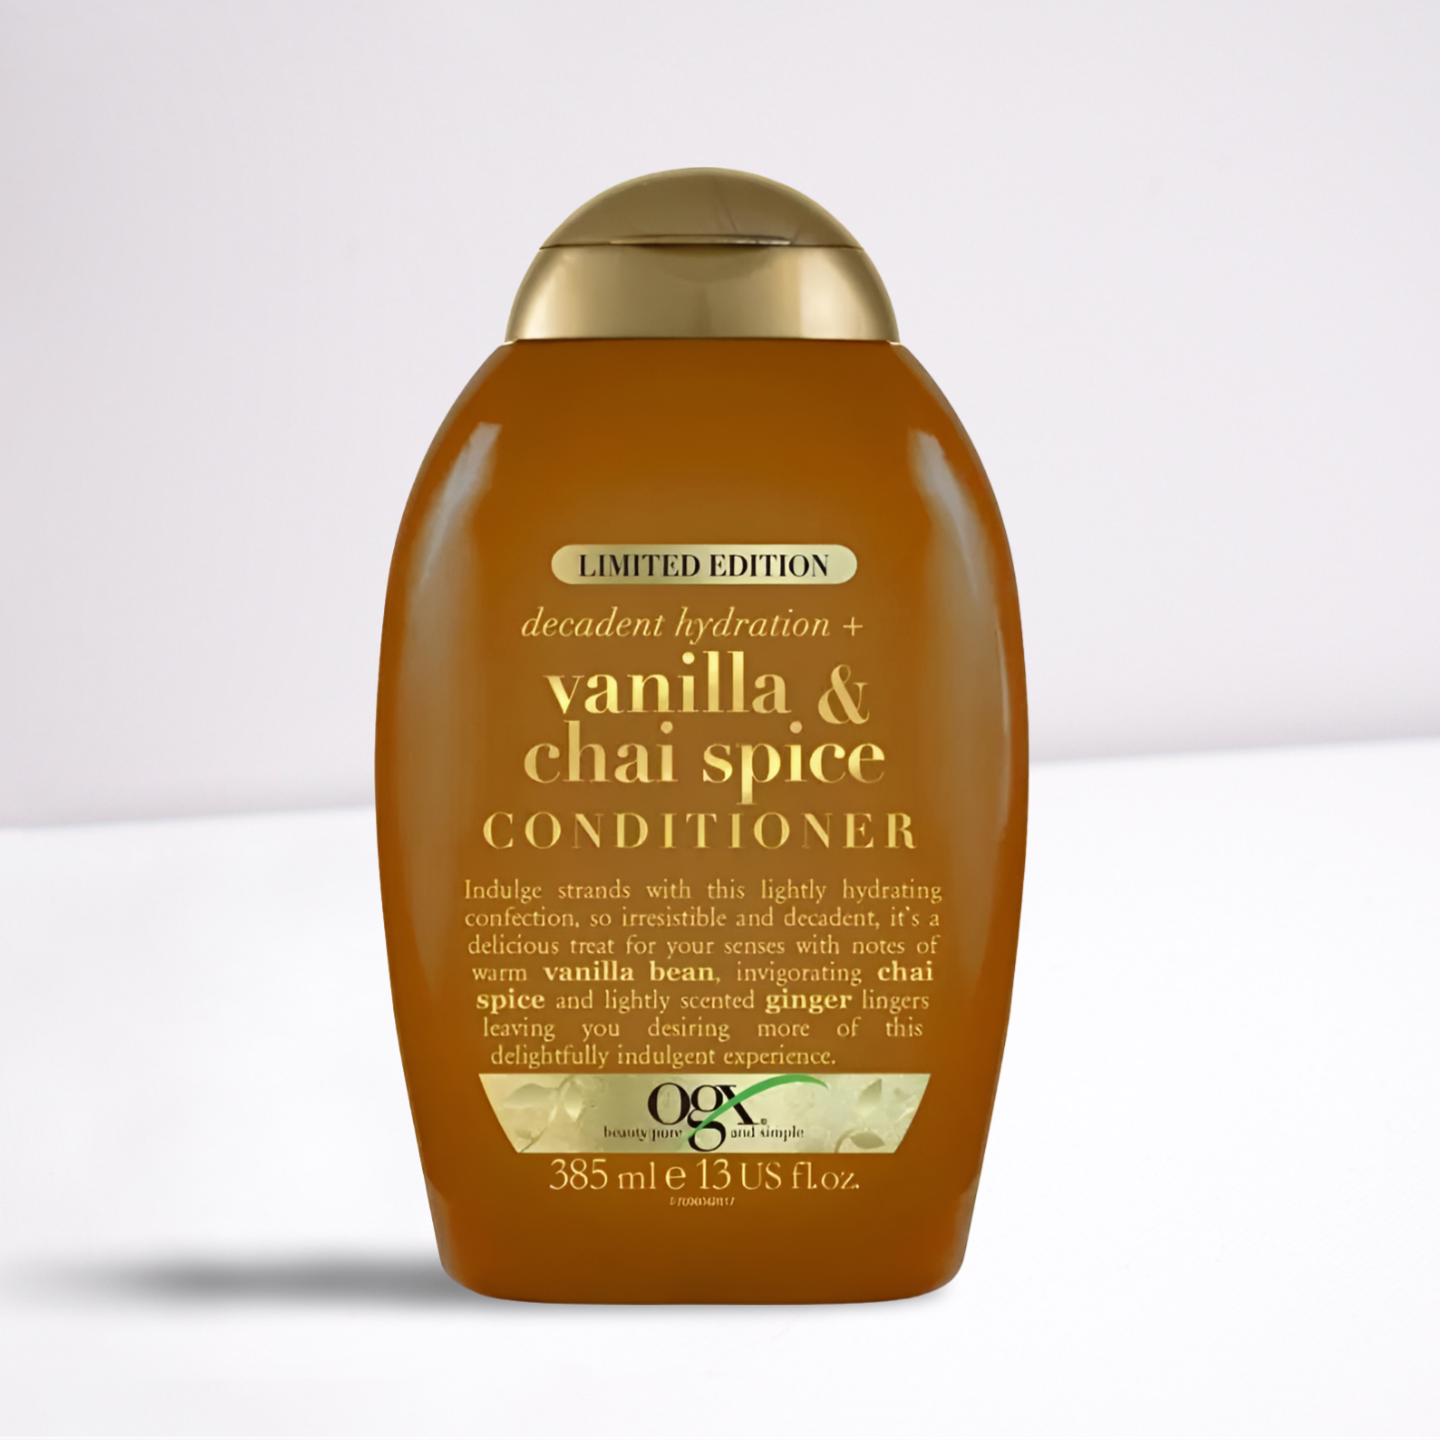 LIMITED EDITION
decadent hydration +
vanilla &
chai spice
CONDITIONER
Indulge strands with this lightly hydrating
confection, so irresistible and decadent, it's a
delicious treat for your senses with notes of
warm vanilla bean, invigorating chai
spice and lightly scented ginger lingers
leaving you desiring more of this
delightfully indulgent experience.
ogx®
beauty pure and simple
385 ml e 13 US fl.oz.